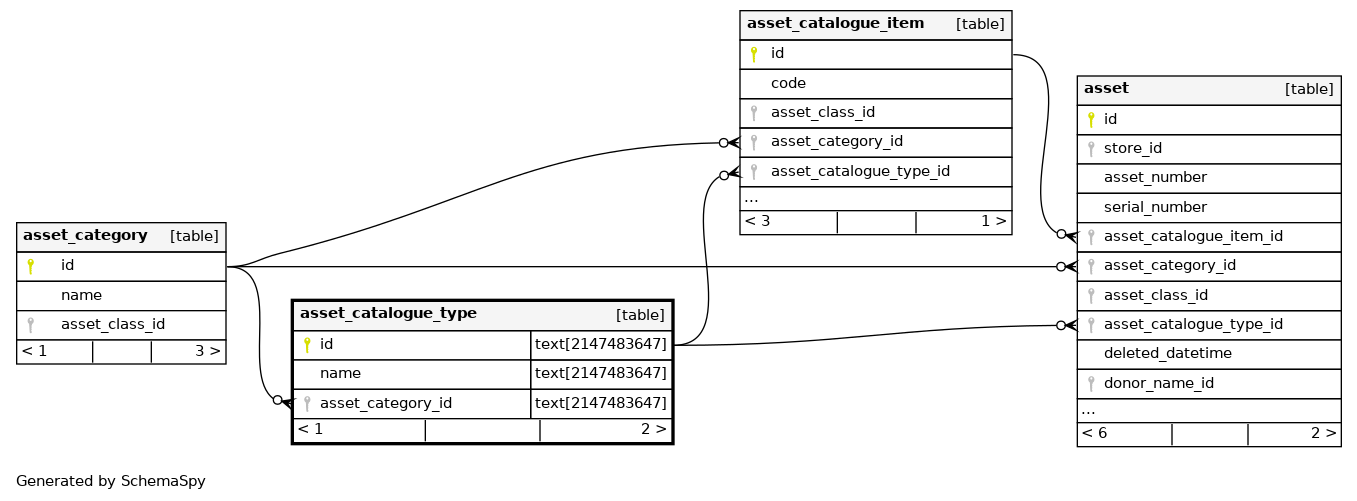 asset_catalogue_item [table]
id
code
asset_class_id
asset_category_id
asset_catalogue_type_id
...
< 3 1 >
asset [table]
id
store_id
asset_number
serial_number
asset_catalogue_item_id
asset_category_id
asset_class_id
asset_catalogue_type_id
deleted_datetime
donor_name_id
...
< 6 2 >
asset_category [table]
id
name
asset_class_id
< 1 3 >
asset_catalogue_type [table]
id text[2147483647]
name text[2147483647]
asset_category_id text[2147483647]
< 1 2 >
Generated by SchemaSpy